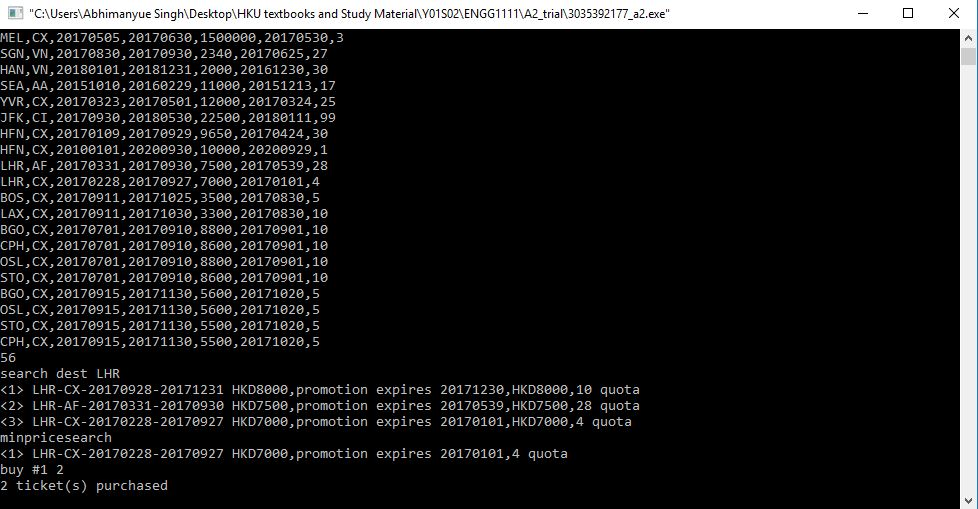 "C:\Users\Abhimanyue Singh\Desktop\HKU textbooks and Study Material\Y01S02\ENGG1111\A2_trial\3035392177_a2.exe"
MEL,CX,20170505,20170630,1500000,20170530,3
SGN,VN,20170830,20170930,2340,20170625,27
HAN,VN,20180101,20181231,2000,20161230,30
SEA,AA,20151010,20160229,11000,20151213,17
YVR,CX,20170323,20170501,12000,20170324,25
JFK,CI,20170930,20180530,22500,20180111,99
HFN,CX,20170109,20170929,9650,20170424,30
HFN,CX,20100101,20200930,10000,20200929,1
LHR,AF,20170331,20170930,7500,20170539,28
LHR,CX,20170228,20170927,7000,20170101,4
BOS,CX,20170911,20171025,3500,20170830,5
LAX,CX,20170911,20171030,3300,20170830,10
BGO,CX,20170701,20170910,8800,20170901,10
CPH,CX,20170701,20170910,8600,20170901,10
OSL,CX,20170701,20170910,8800,20170901,10
STO,CX,20170701,20170910,8600,20170901,10
BGO,CX,20170915,20171130,5600,20171020,5
OSL,CX,20170915,20171130,5600,20171020,5
STO,CX,20170915,20171130,5500,20171020,5
CPH,CX,20170915,20171130,5500,20171020,5
56
search dest LHR
<1> LHR-CX-20170928-20171231 HKD8000,promotion expires 20171230,HKD8000,10 quota
<2> LHR-AF-20170331-20170930 HKD7500,promotion expires 20170539,HKD7500,28 quota
<3> LHR-CX-20170228-20170927 HKD7000,promotion expires 20170101,HKD7000,4 quota
minpricesearch
<1> LHR-CX-20170228-20170927 HKD7000,promotion expires 20170101,4 quota
buy #1 2
2 ticket(s) purchased